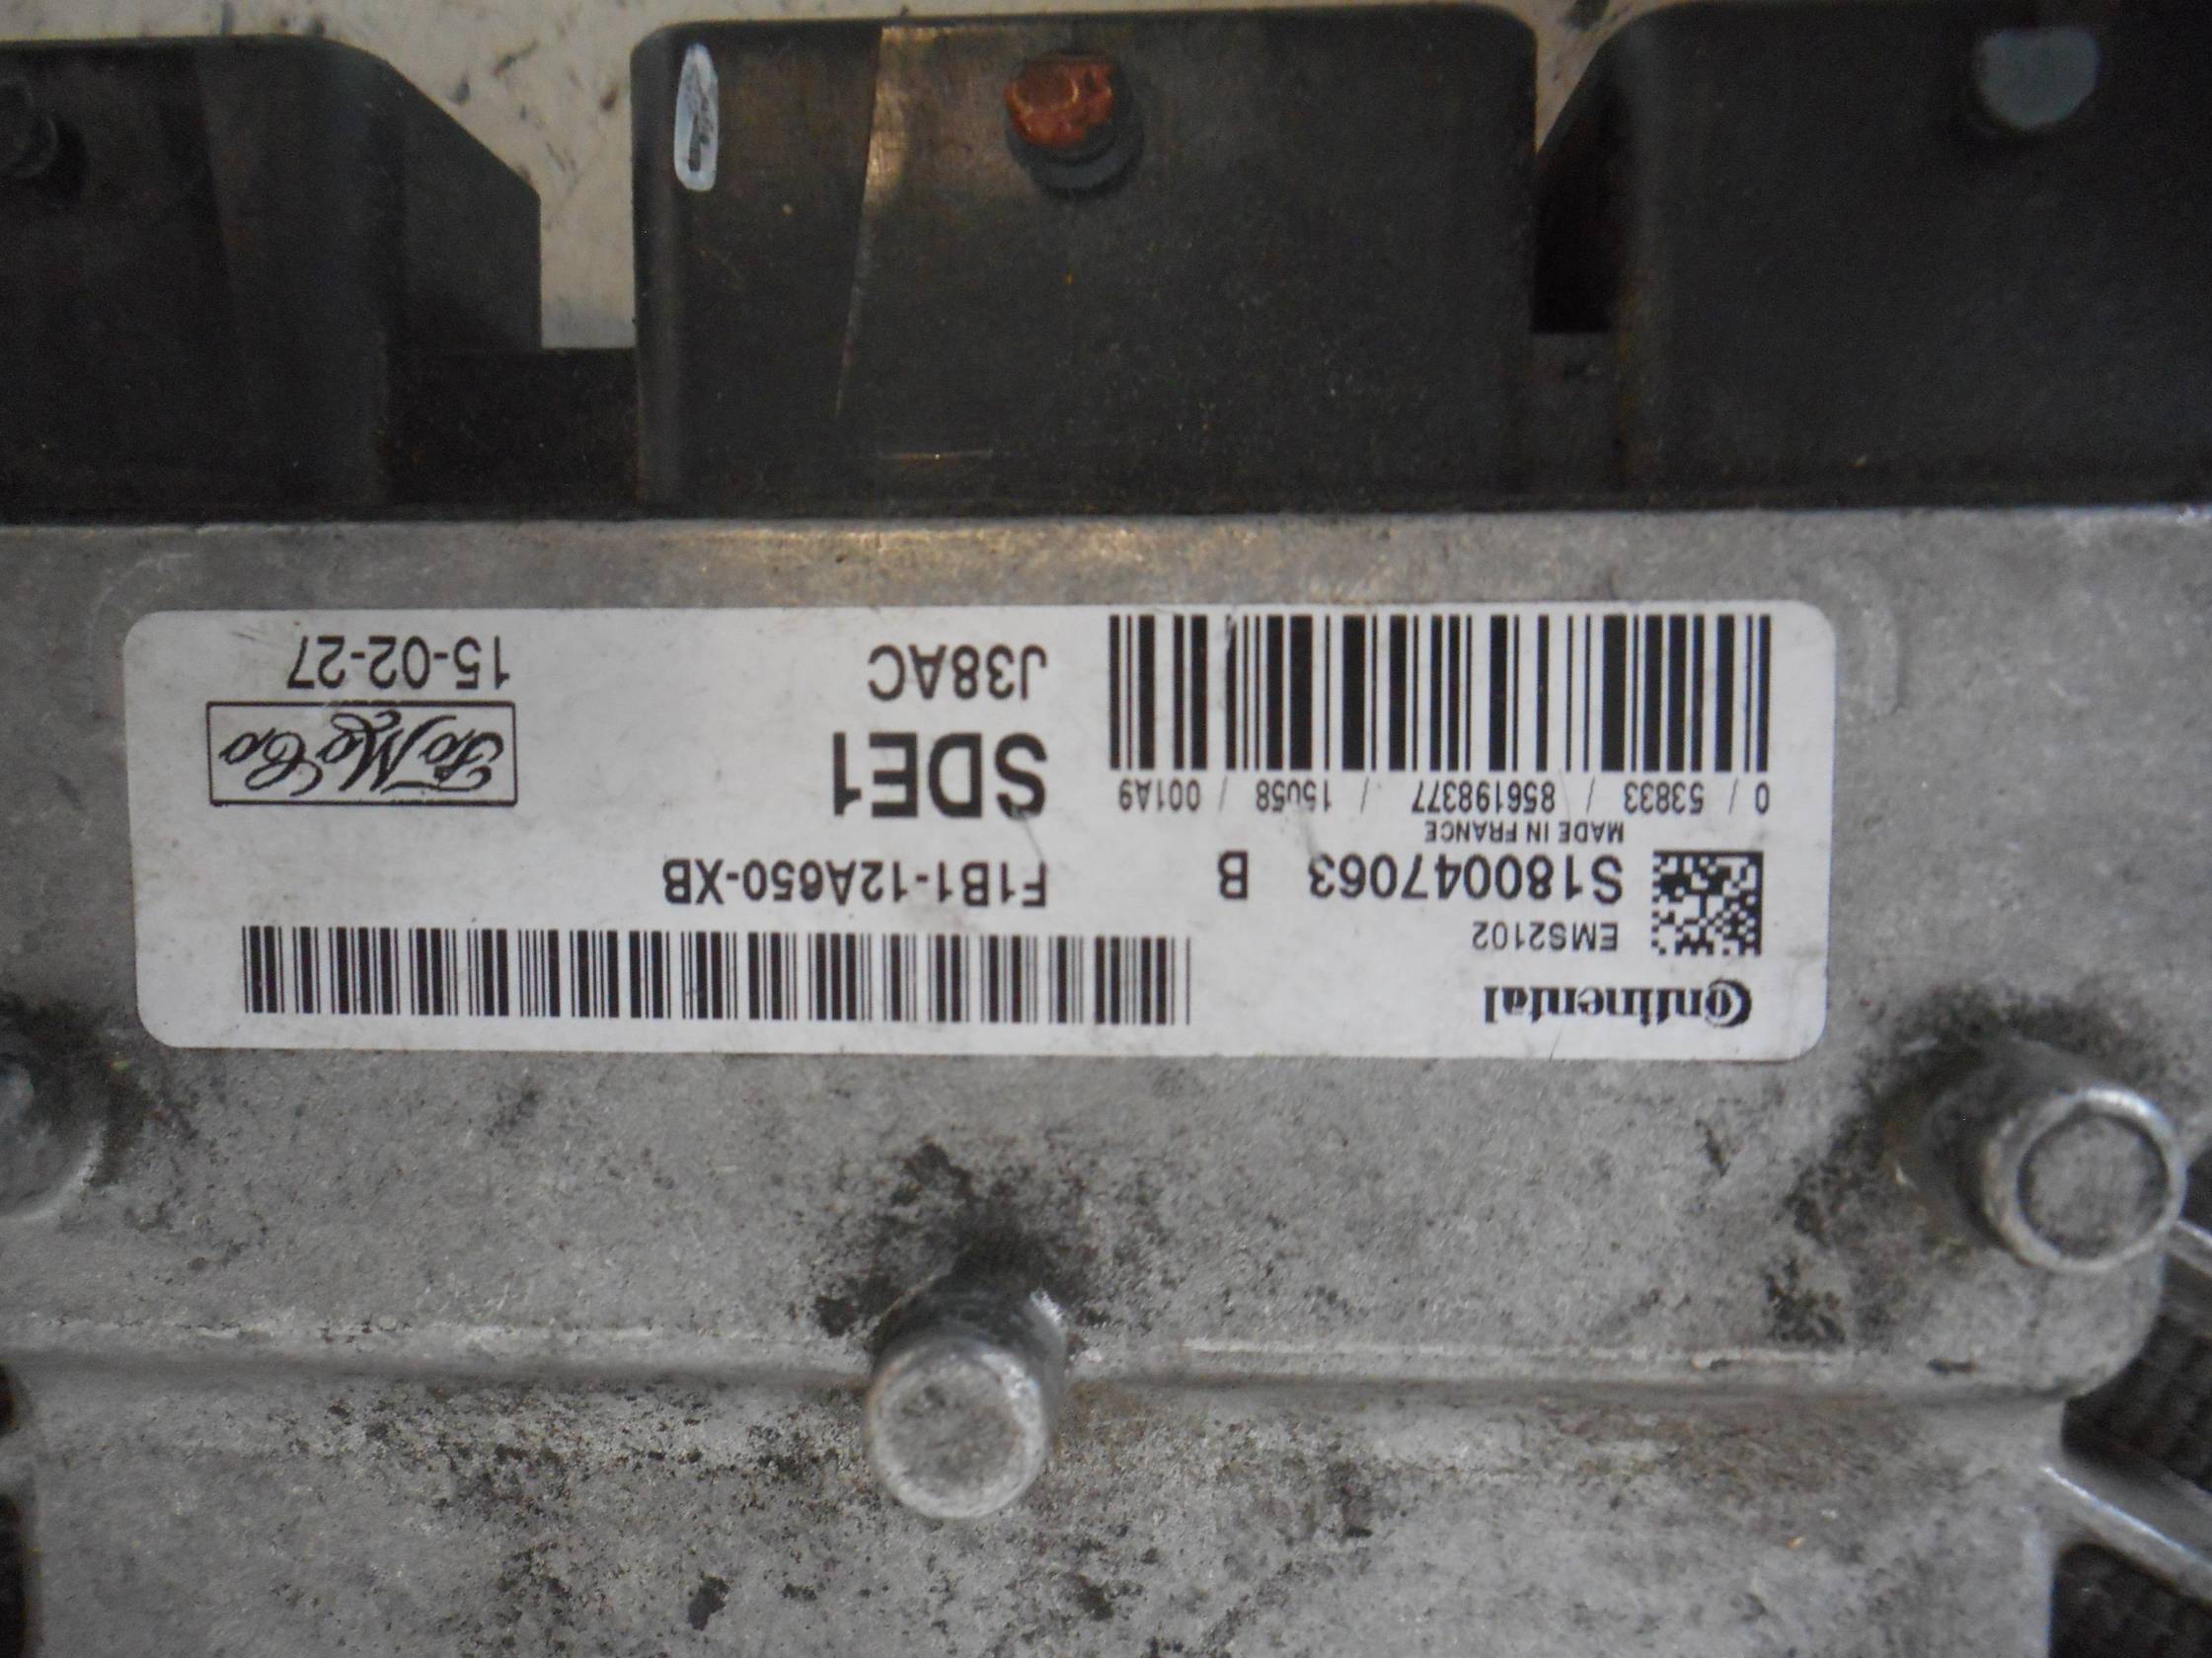 Continental
EMS2102
S180047063 B
MADE IN FRANCE
0 / 53833 / 856198377 / 15058 / 001A9
F1B1-12A650-XB
SDE1
J38AC
FoMoCo
15-02-27